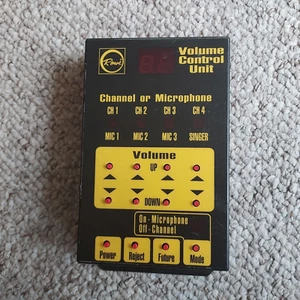 Rowe
Volume
Control
Unit
Channel or Microphone
CH 1 CH 2 CH 3 CH 4
MIC 1 MIC 2 MIC 3 SINGER
Volume
UP
DOWN
On - Microphone
Off - Channel
Power Reject Future Mode